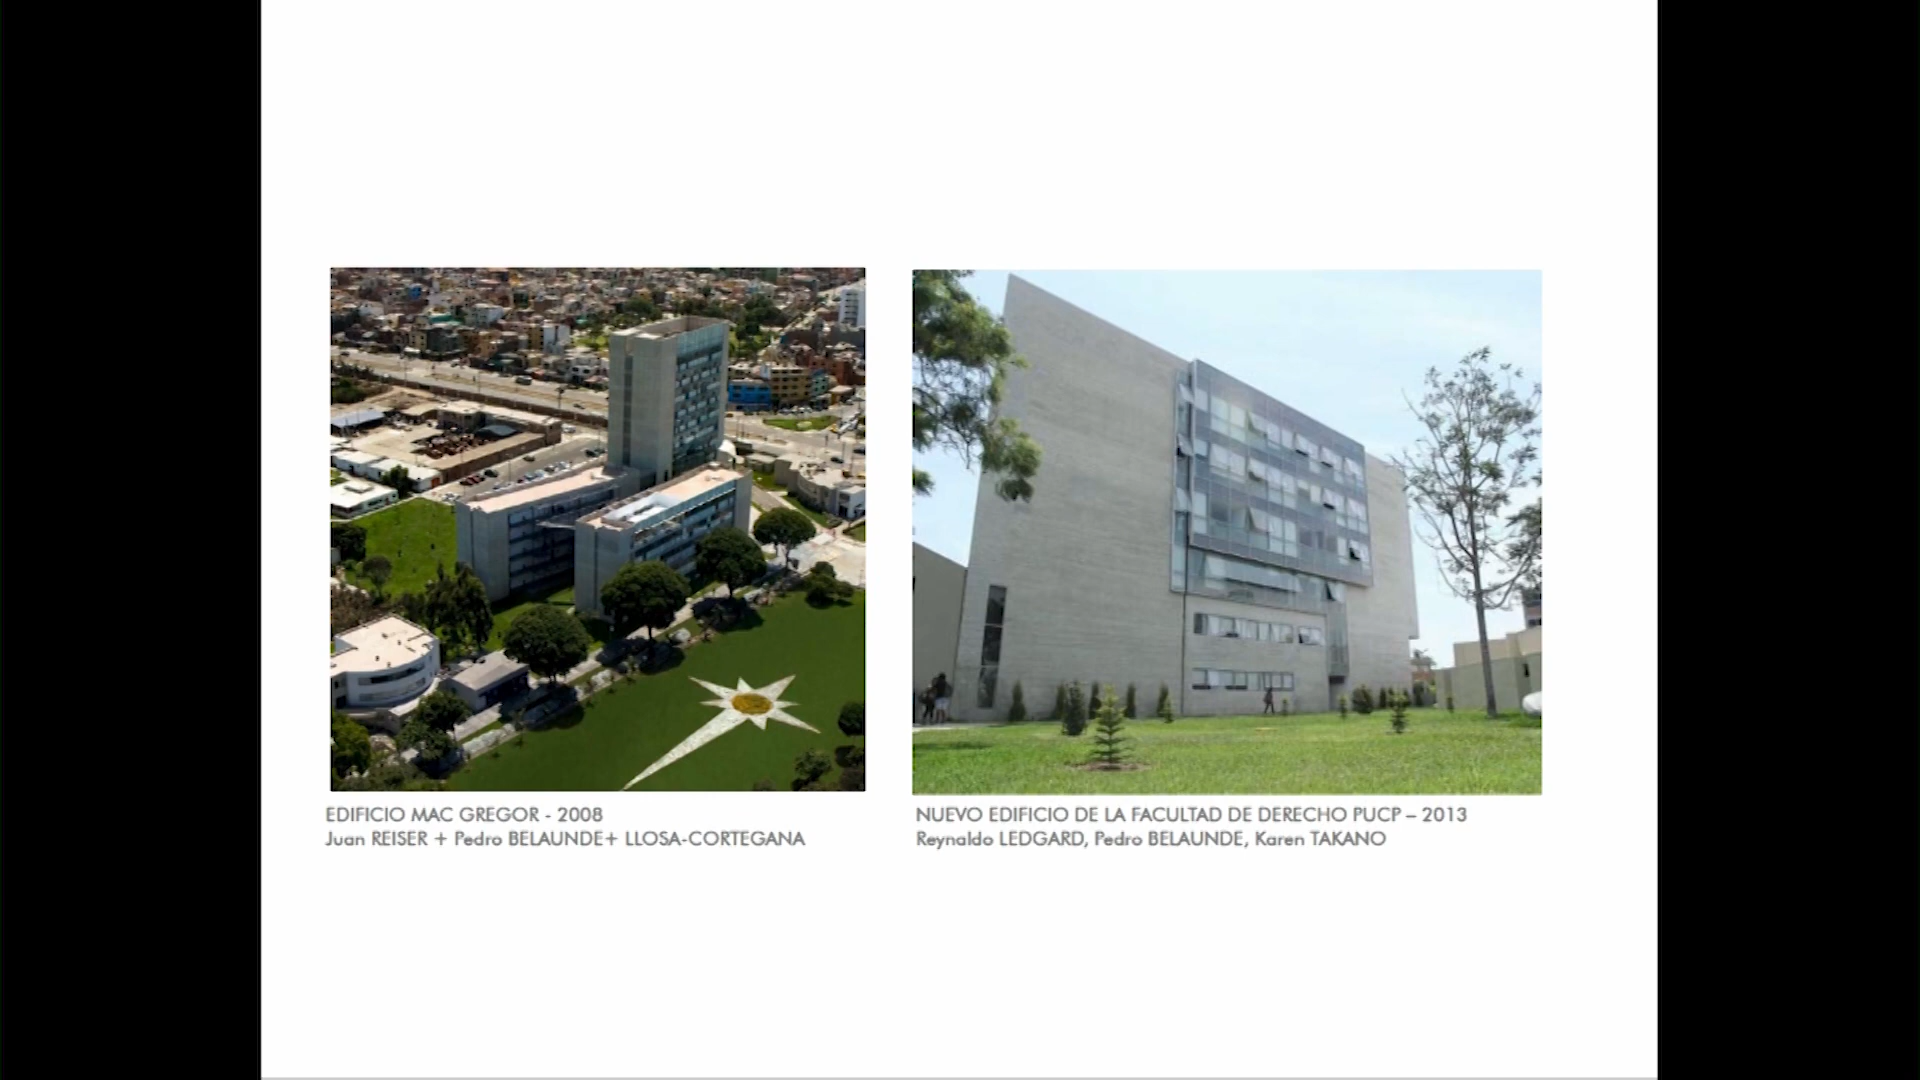 EDIFICIO MAC GREGOR - 2008
Juan REISER + Pedro BELAUNDE+ LLOSA-CORTEGANA
NUEVO EDIFICIO DE LA FACULTAD DE DERECHO PUCP – 2013
Reynaldo LEDGARD, Pedro BELAUNDE, Karen TAKANO